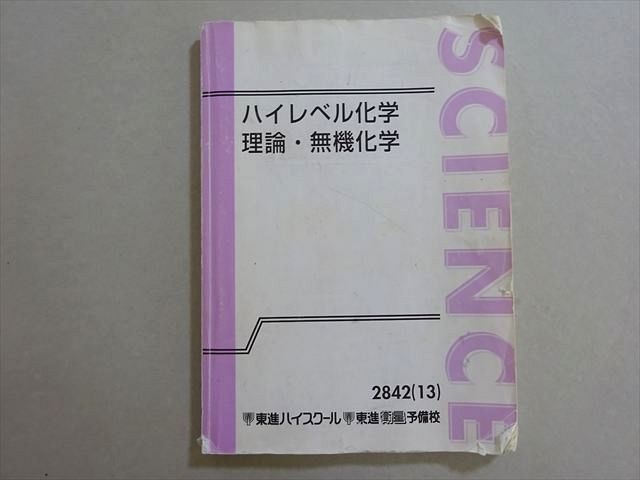 SCIENCE
ハイレベル化学
理論・無機化学
2842(13)
東進ハイスクール 東進衛星予備校